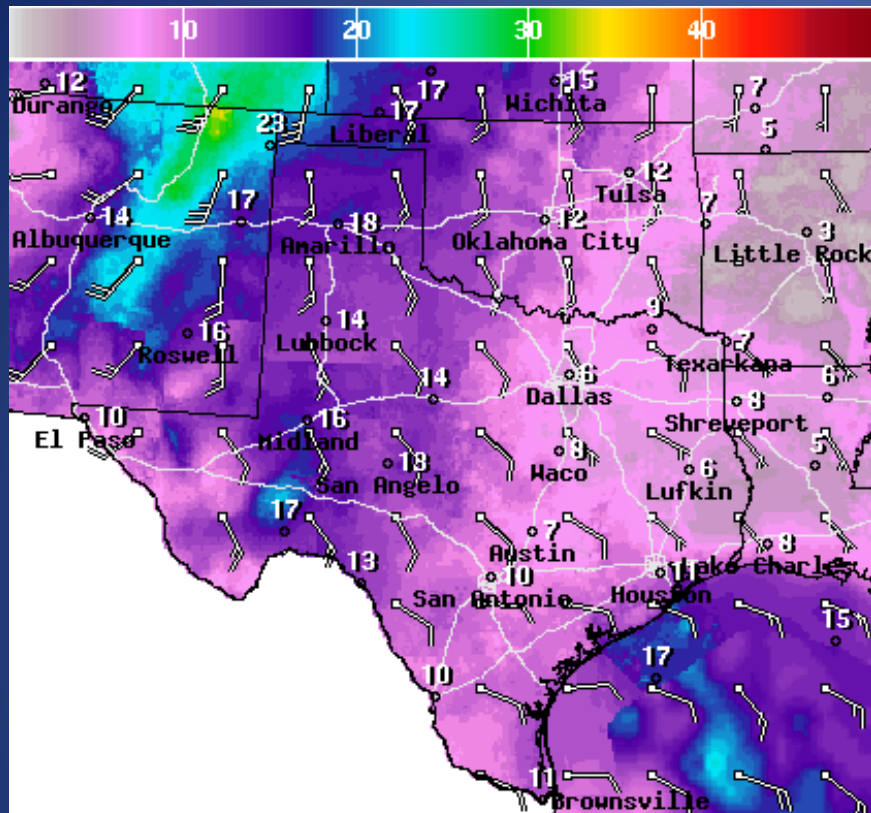 10 20 30 40
12 17 15 7
Durango Wichita
17
Liberal
23 5
12
Tulsa
14 17 18 12 7 3
Albuquerque Amarillo Oklahoma City Little Rock
14 9
16 7
Roswell Lubbock Texarkana
14 6 6
Dallas
10 16 8
El Paso Midland Shreveport
18 8 6 5
San Angelo Waco Lufkin
17 7 8
Austin Lake Charles
13 10 11
San Antonio Houston
15
10 17
11
Brownsville